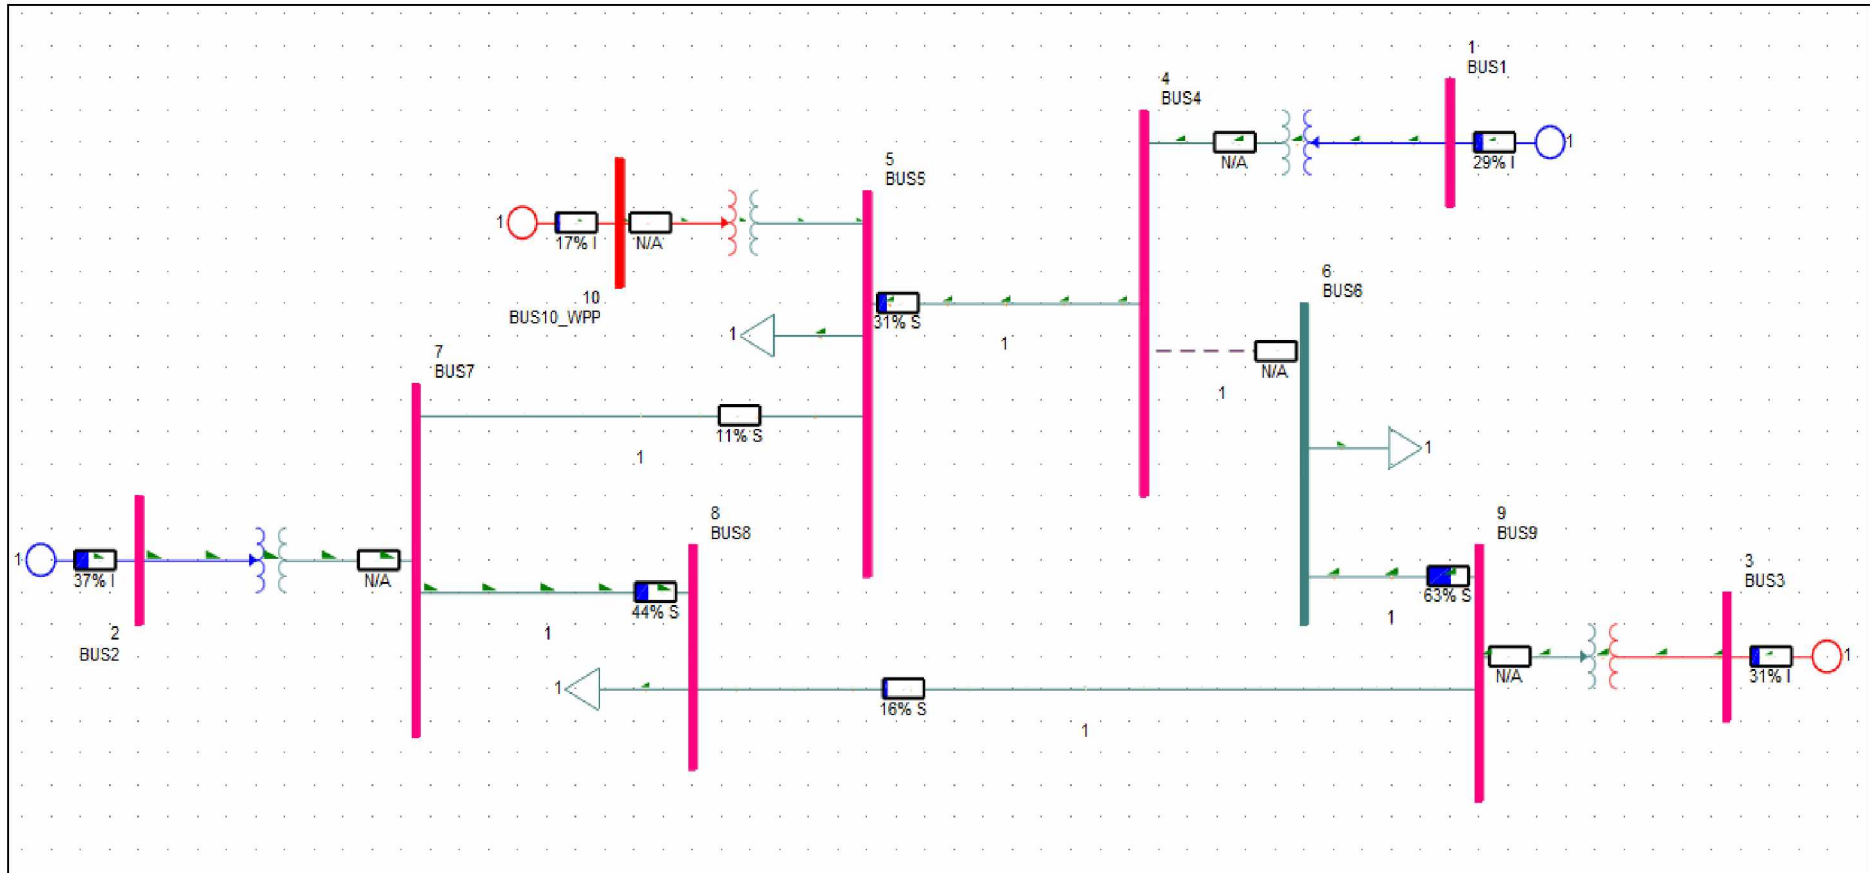 1
BUS1
4
BUS4
N/A
29% I
1
5
BUS5
1
17% I
N/A
6
BUS6
10
BUS10_WPP
31% S
1
1
7
BUS7
N/A
1
11% S
1
1
8
BUS8
9
BUS9
1
37% I
N/A
3
BUS3
44% S
63% S
2
BUS2
1
1
1
31% I
1
N/A
16% S
1